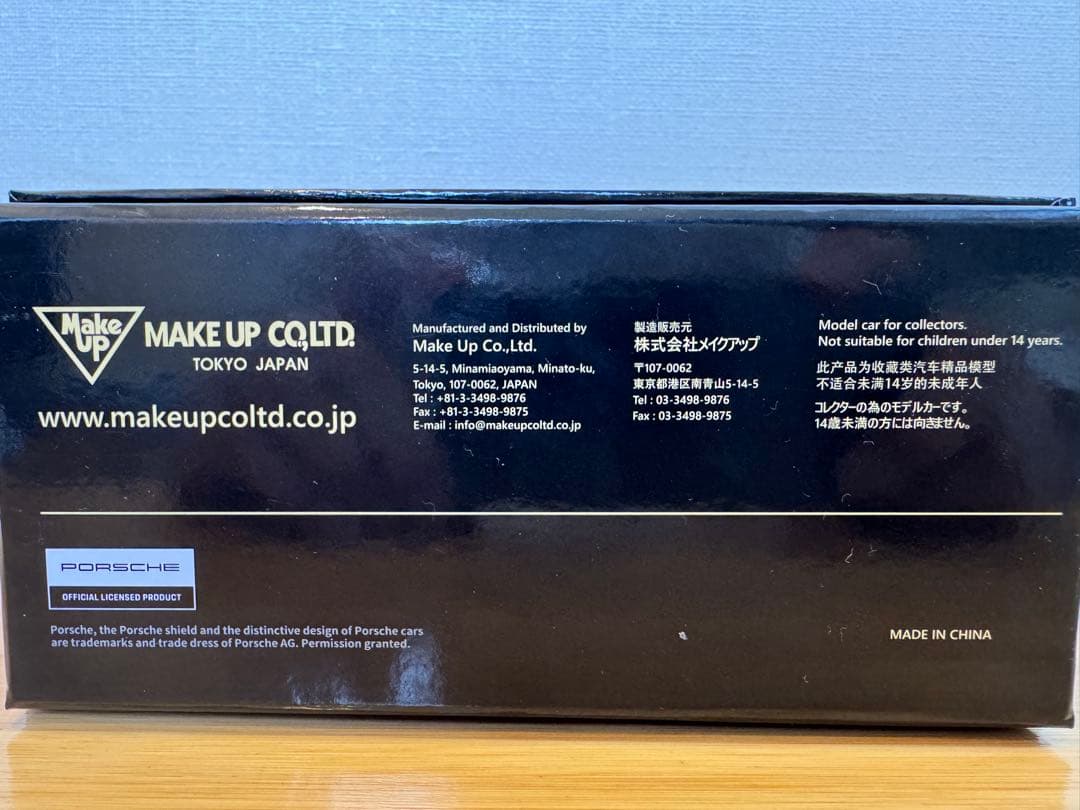 Make
UP
MAKE UP CO.,LTD.
TOKYO JAPAN
www.makeupcoltd.co.jp
Manufactured and Distributed by
Make Up Co.,Ltd.
5-14-5, Minamiaoyama, Minato-ku,
Tokyo, 107-0062, JAPAN
Tel : +81-3-3498-9876
Fax : +81-3-3498-9875
E-mail : info@makeupcoltd.co.jp
製造販売元
株式会社メイクアップ
〒107-0062
東京都港区南青山5-14-5
Tel : 03-3498-9876
Fax : 03-3498-9875
Model car for collectors.
Not suitable for children under 14 years.
此产品为收藏类汽车精品模型
不适合未满14岁的未成年人
コレクターの為のモデルカーです。
14歳未満の方には向きません。
PORSCHE
OFFICIAL LICENSED PRODUCT
Porsche, the Porsche shield and the distinctive design of Porsche cars
are trademarks and trade dress of Porsche AG. Permission granted.
MADE IN CHINA